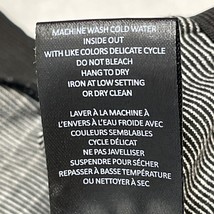 MACHINE WASH COLD WATER
INSIDE OUT
WITH LIKE COLORS DELICATE CYCLE
DO NOT BLEACH
HANG TO DRY
IRON AT LOW SETTING
OR DRY CLEAN
LAVER À LA MACHINE À
L'ENVERS À L'EAU FROIDE AVEC
COULEURS SEMBLABLES
CYCLE DÉLICAT
NE PAS JAVELLISER
SUSPENDRE POUR SÉCHER
REPASSER À BASSE TEMPÉRATURE
OU NETTOYER À SEC